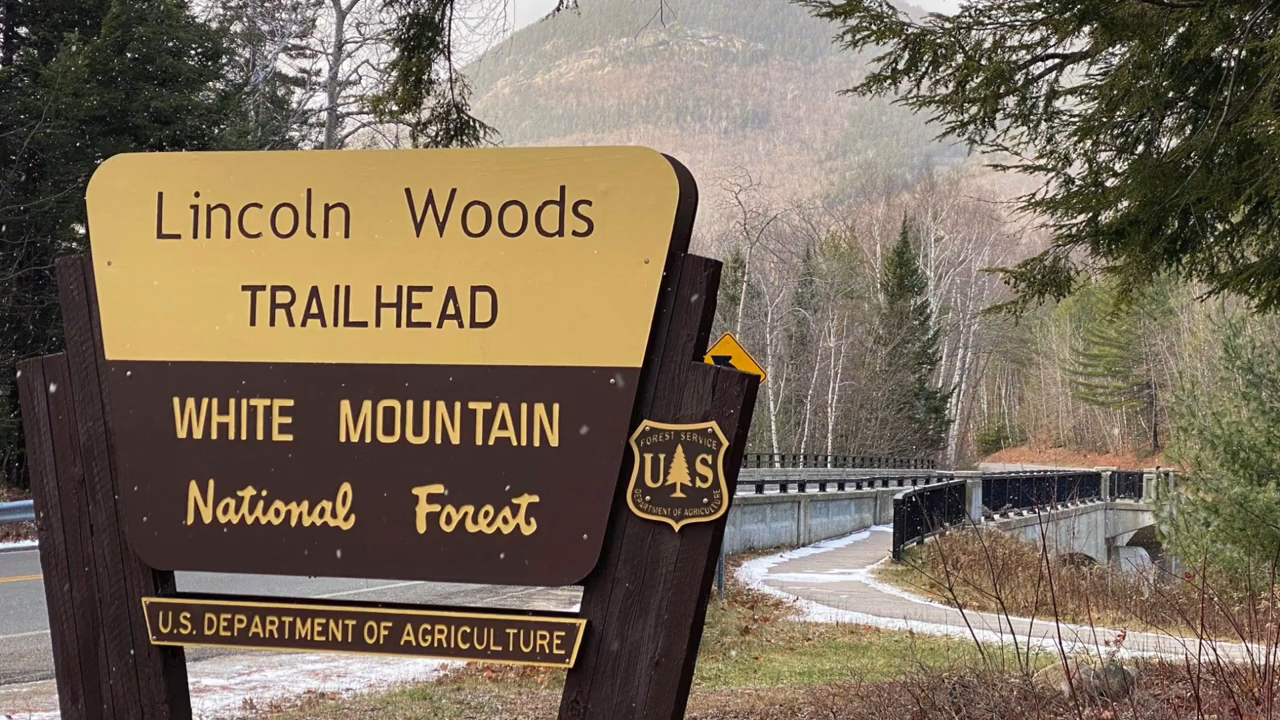 Lincoln Woods
TRAILHEAD
WHITE MOUNTAIN
National Forest
FOREST SERVICE
U S
DEPARTMENT OF AGRICULTURE
U.S. DEPARTMENT OF AGRICULTURE